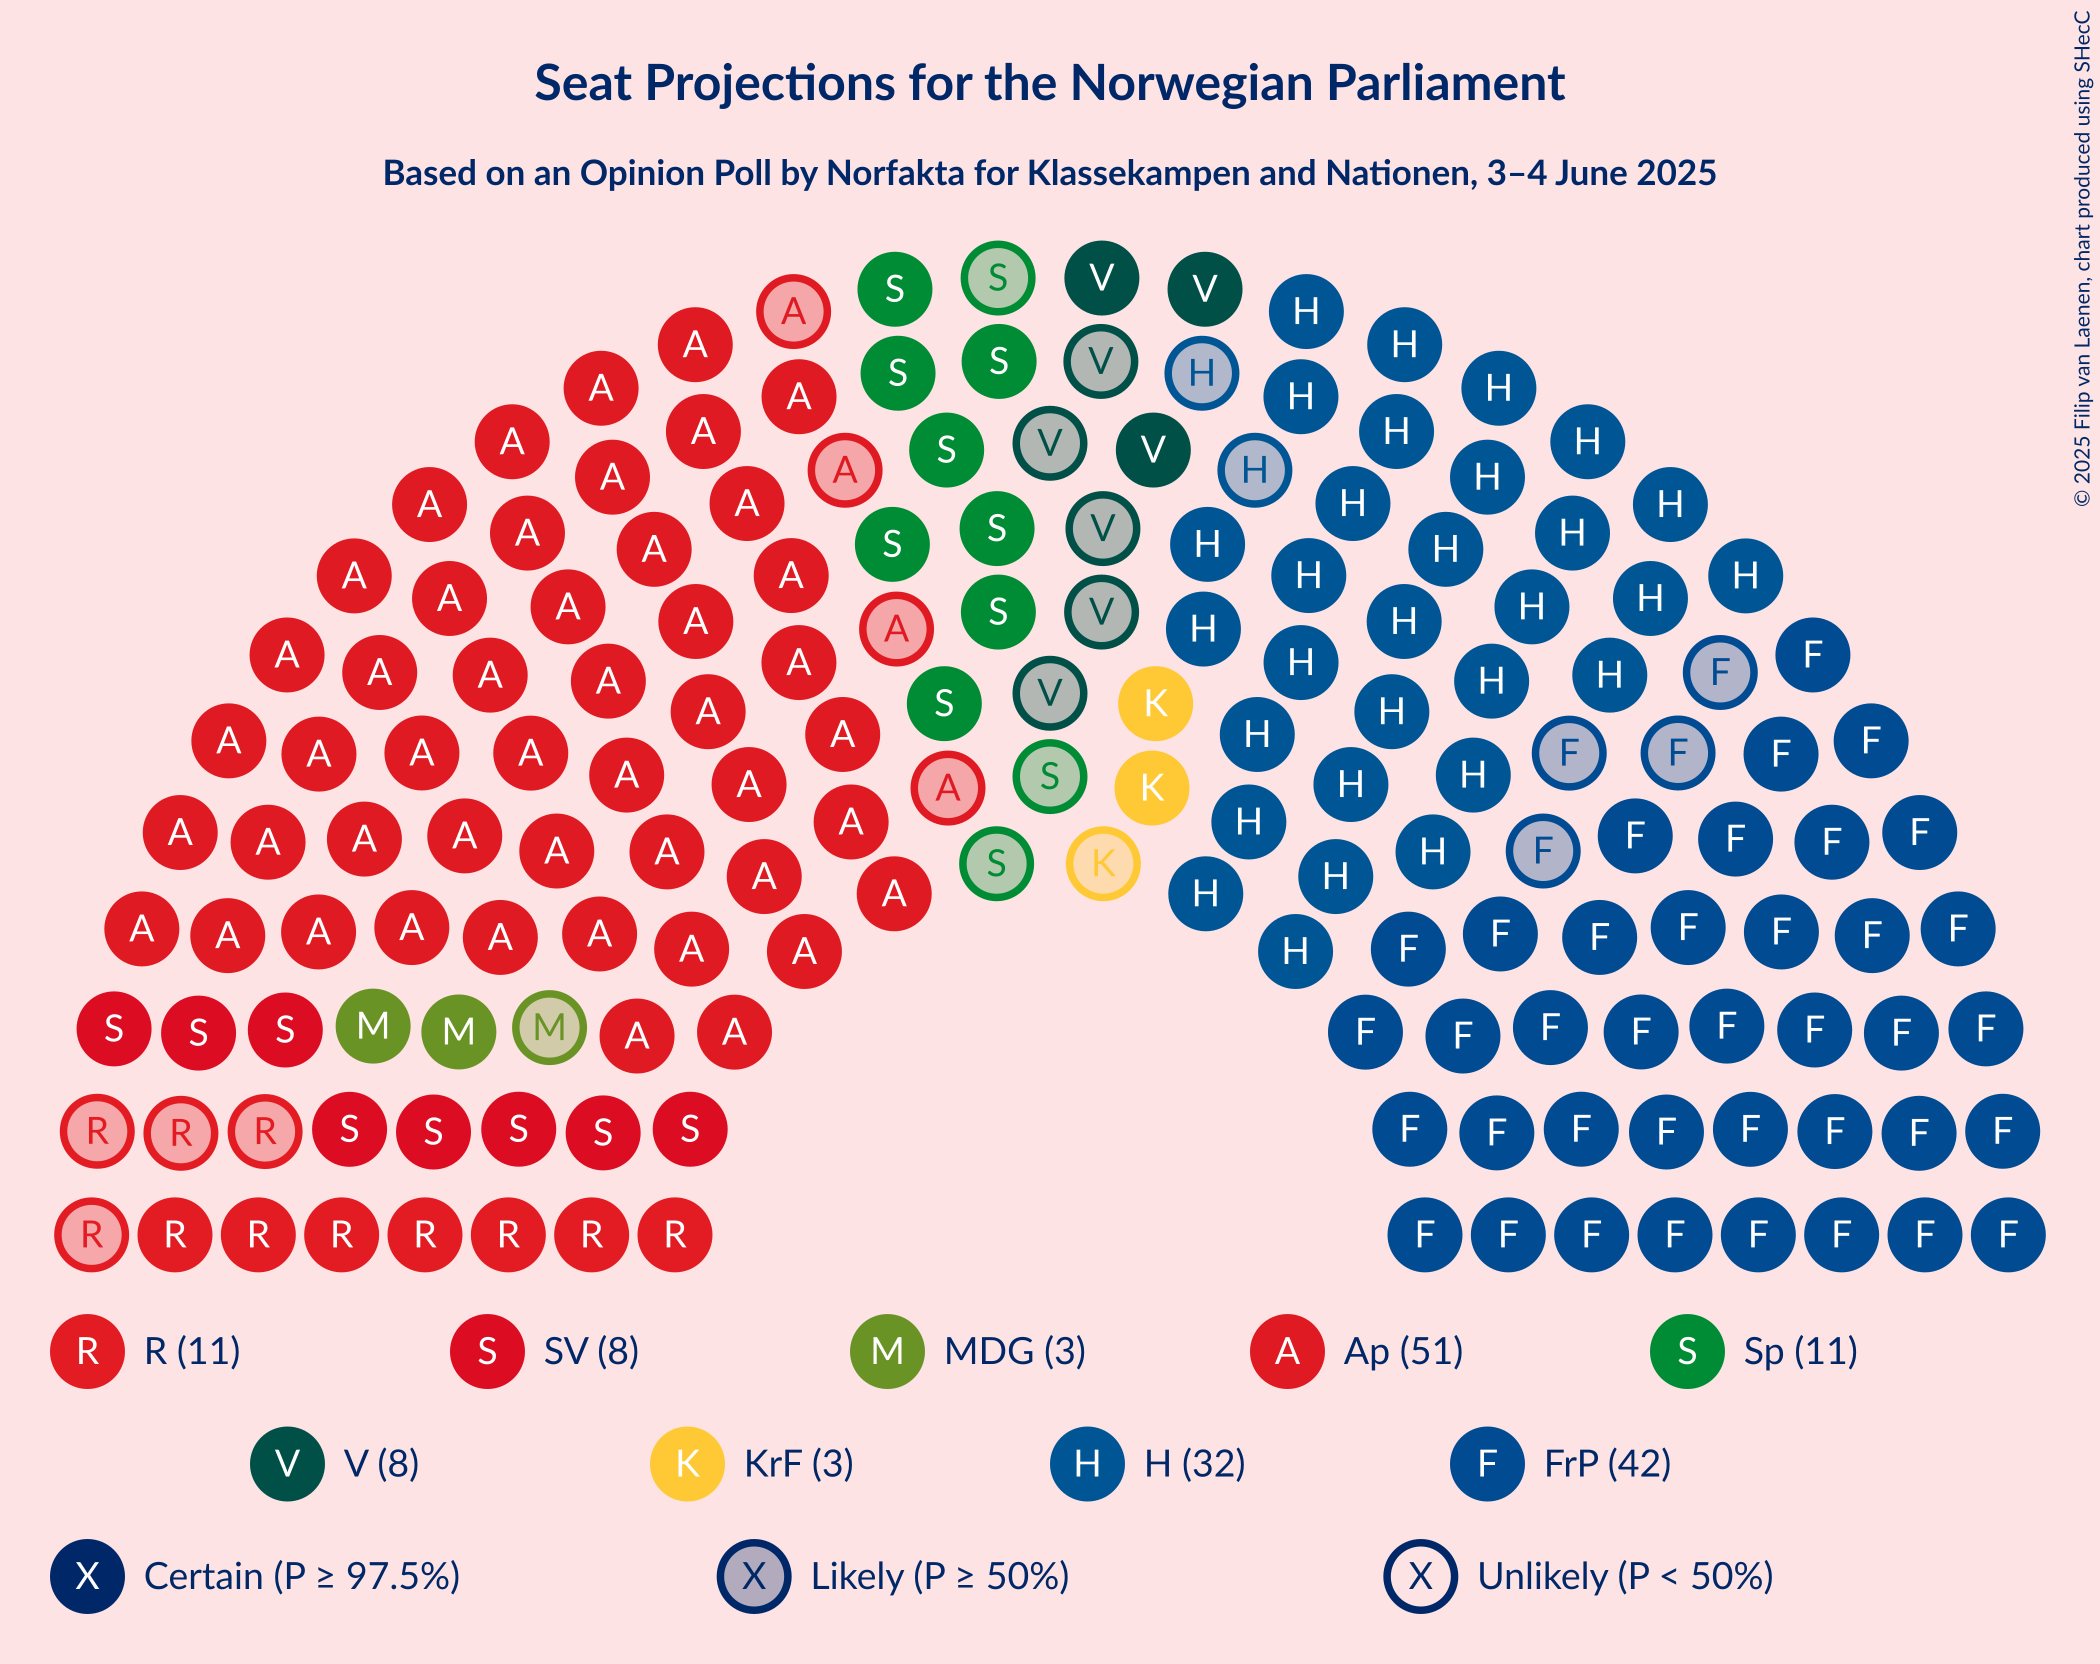 Seat Projections for the Norwegian Parliament
Based on an Opinion Poll by Norfakta for Klassekampen and Nationen, 3–4 June 2025
© 2025 Filip van Laenen, chart produced using SHecC
S S V V
A H
A H
A S S V H H H
A A H
A S V V H
A A H H
A A A H H H
A A S S V H H H
A A A H H H
A A A S V H H H
A A A A H H H F F
A A A S V K H H H H F
A A A A A A S K H H H F F F F
A A A A A A A S K H H H F F F F F
A A A A A A A A H F F F F F F F
S S S M M M A A F F F F F F F F
R R R S S S S S F F F F F F F F
R R R R R R R R F F F F F F F F
R R (11) S SV (8) M MDG (3) A Ap (51) S Sp (11)
V V (8) K KrF (3) H H (32) F FrP (42)
X Certain (P ≥ 97.5%) X Likely (P ≥ 50%) X Unlikely (P < 50%)